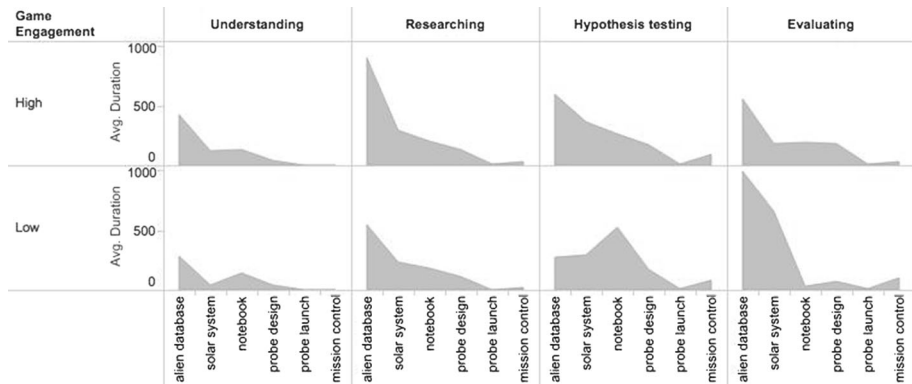 Game Engagement
Understanding
Researching
Hypothesis testing
Evaluating
High
Avg. Duration
1000
500
0
Low
Avg. Duration
1000
500
0
alien database
solar system
notebook
probe design
probe launch
mission control
alien database
solar system
notebook
probe design
probe launch
mission control
alien database
solar system
notebook
probe design
probe launch
mission control
alien database
solar system
notebook
probe design
probe launch
mission control